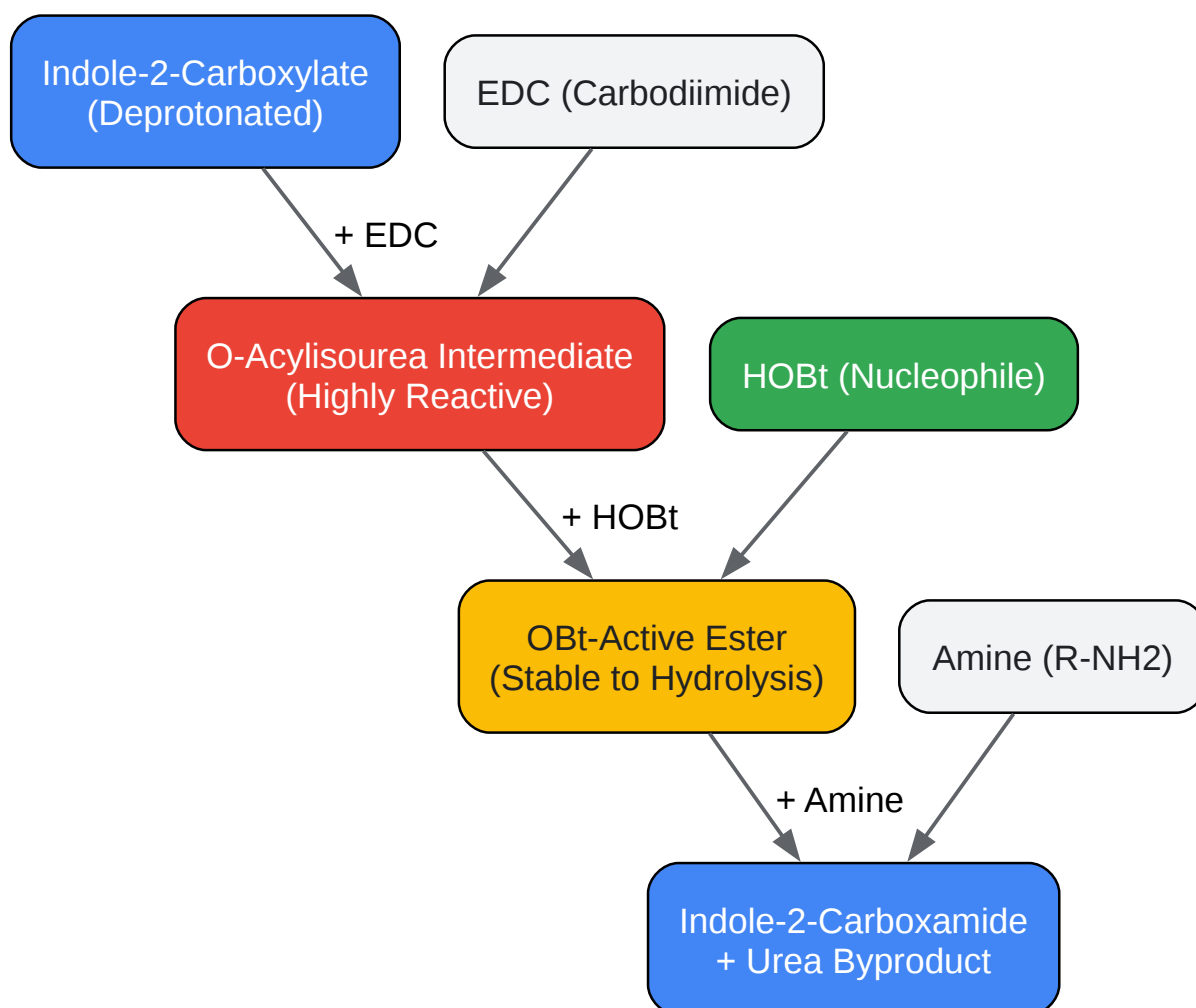 Indole-2-Carboxylate
(Deprotonated)
EDC (Carbodiimide)
+ EDC
O-Acylisourea Intermediate
(Highly Reactive)
HOBt (Nucleophile)
+ HOBt
OBt-Active Ester
(Stable to Hydrolysis)
Amine (R-NH2)
+ Amine
Indole-2-Carboxamide
+ Urea Byproduct